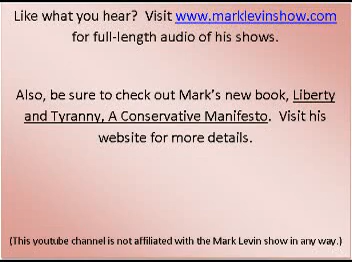 Like what you hear?  Visit www.marklevinshow.com
for full-length audio of his shows.
Also, be sure to check out Mark's new book, Liberty
and Tyranny, A Conservative Manifesto.  Visit his
website for more details.
(This youtube channel is not affiliated with the Mark Levin show in any way.)